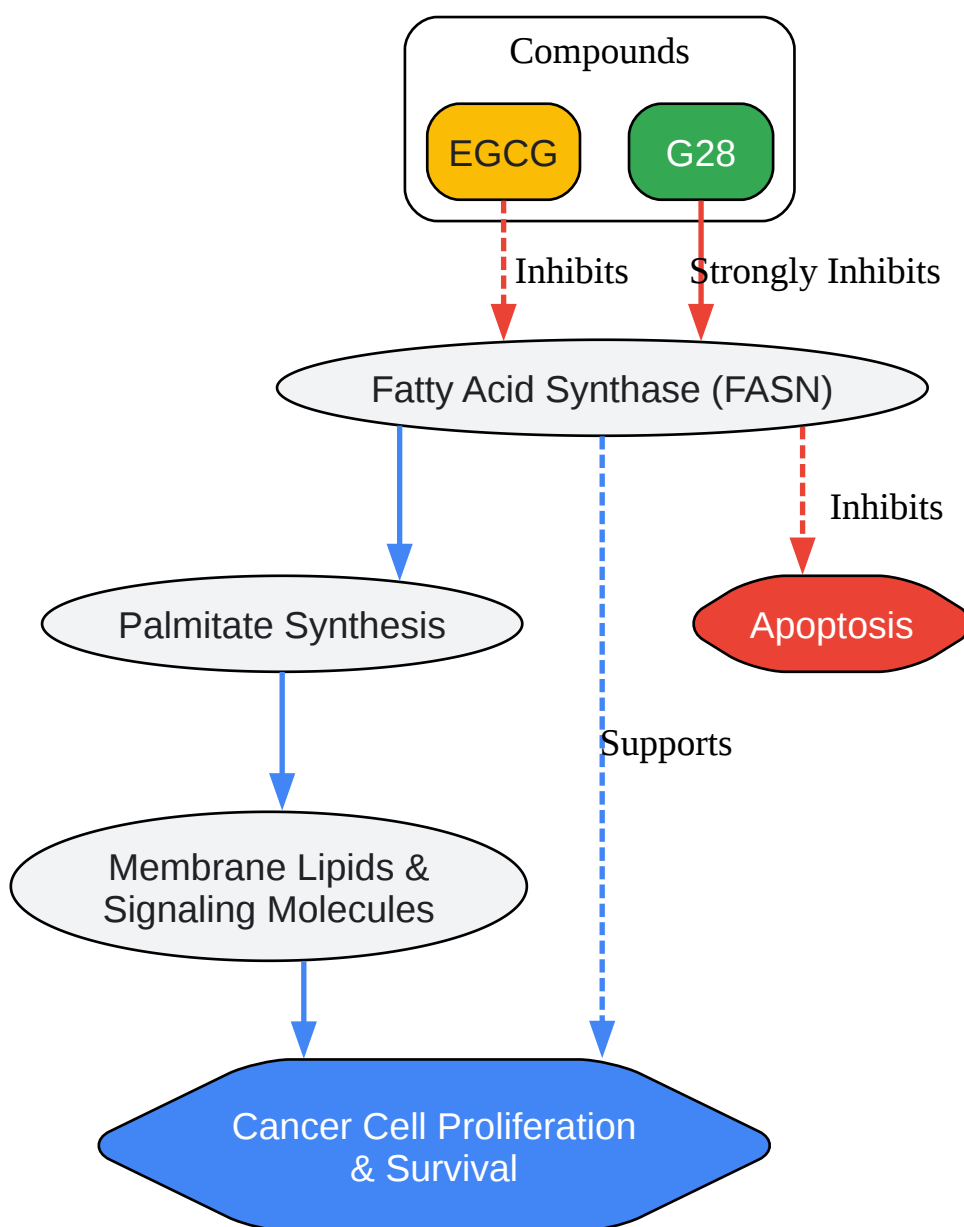 Compounds
EGCG
G28
Inhibits
Strongly Inhibits
Fatty Acid Synthase (FASN)
Inhibits
Palmitate Synthesis
Apoptosis
Supports
Membrane Lipids &
Signaling Molecules
Cancer Cell Proliferation
& Survival